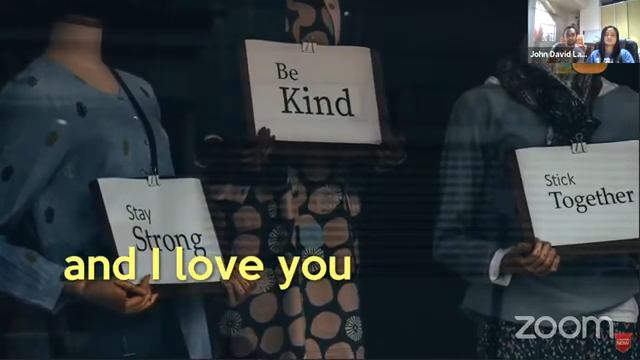 John David La...
Be
Kind
Stay
Strong
Stick
Together
and I love you
zoom